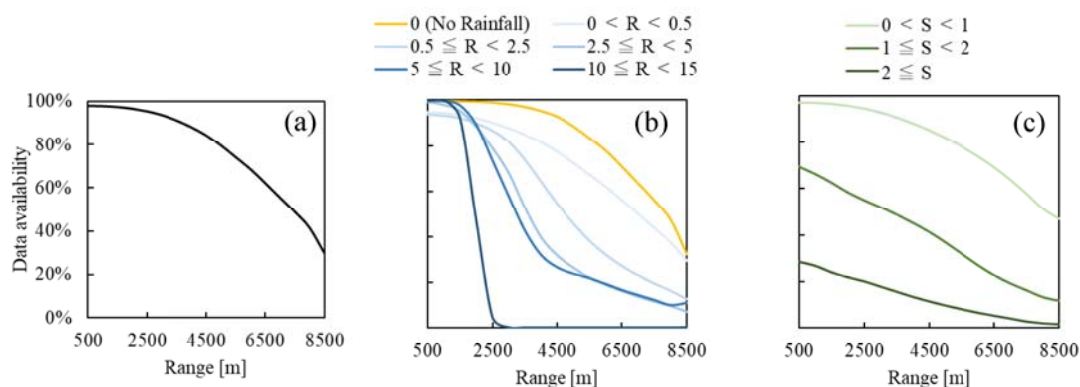 0 (No Rainfall) 0 < R < 0.5
0.5 ≦ R < 2.5 2.5 ≦ R < 5
5 ≦ R < 10 10 ≦ R < 15
0 < S < 1
1 ≦ S < 2
2 ≦ S
Data availability
100%
80%
60%
40%
20%
0%
(a)
500 2500 4500 6500 8500
Range [m]
(b)
500 2500 4500 6500 8500
Range [m]
(c)
500 2500 4500 6500 8500
Range [m]